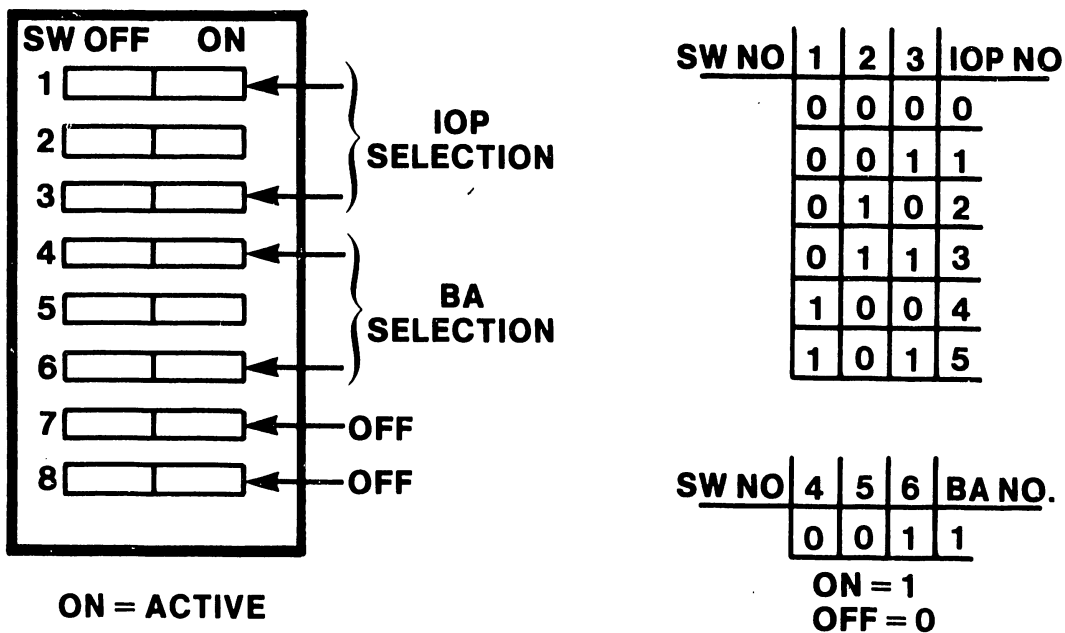 SW OFF ON
1
2
3
4
5
6
7
8
IOP
SELECTION
BA
SELECTION
OFF
OFF
ON = ACTIVE
SW NO 1 2 3 IOP NO
0 0 0 0
0 0 1 1
0 1 0 2
0 1 1 3
1 0 0 4
1 0 1 5
SW NO 4 5 6 BA NO.
0 0 1 1
ON = 1
OFF = 0